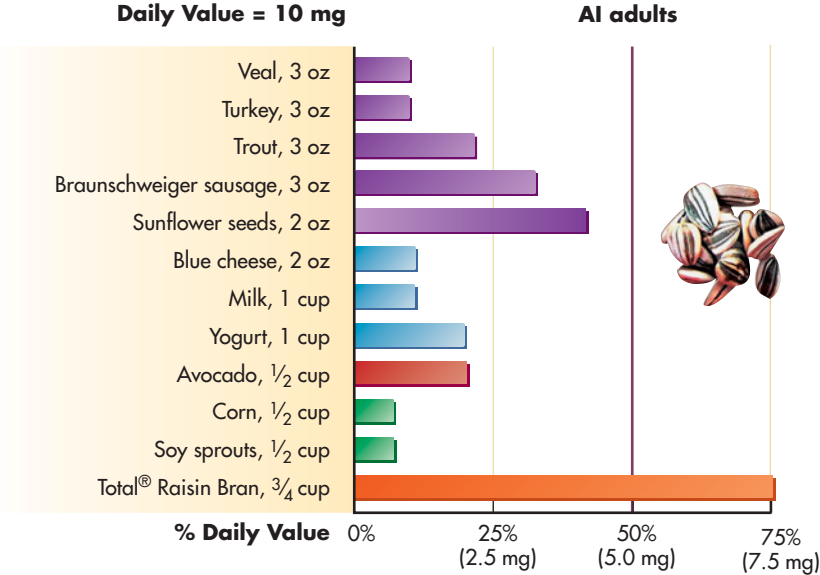 Daily Value = 10 mg
AI adults
Veal, 3 oz
Turkey, 3 oz
Trout, 3 oz
Braunschweiger sausage, 3 oz
Sunflower seeds, 2 oz
Blue cheese, 2 oz
Milk, 1 cup
Yogurt, 1 cup
Avocado, 1/2 cup
Corn, 1/2 cup
Soy sprouts, 1/2 cup
Total® Raisin Bran, 3/4 cup
% Daily Value 0% 25% 50% 75%
(2.5 mg) (5.0 mg) (7.5 mg)